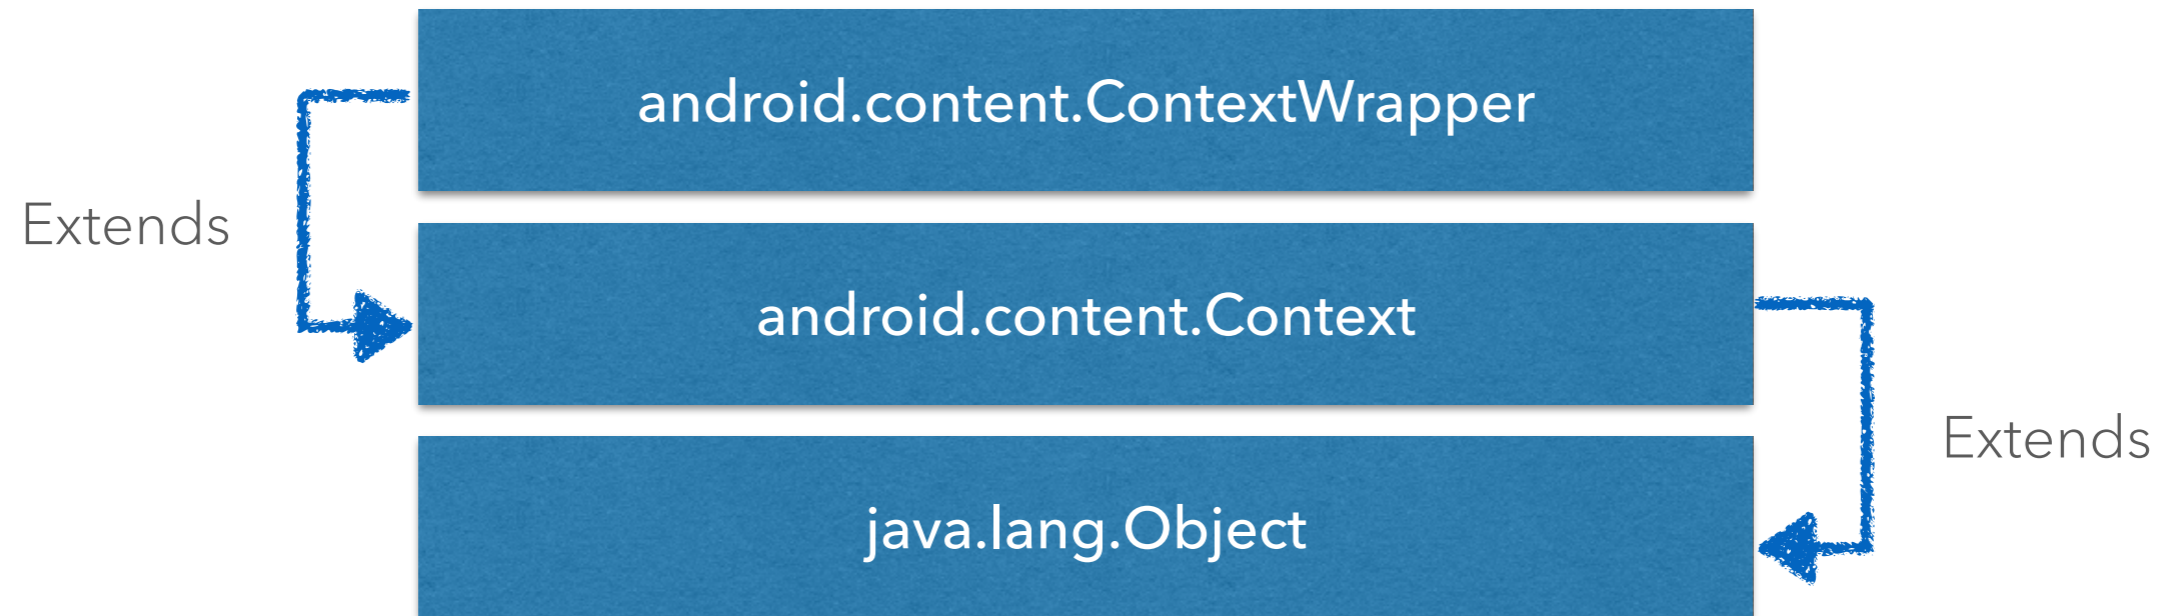 android.content.ContextWrapper
Extends
android.content.Context
Extends
java.lang.Object